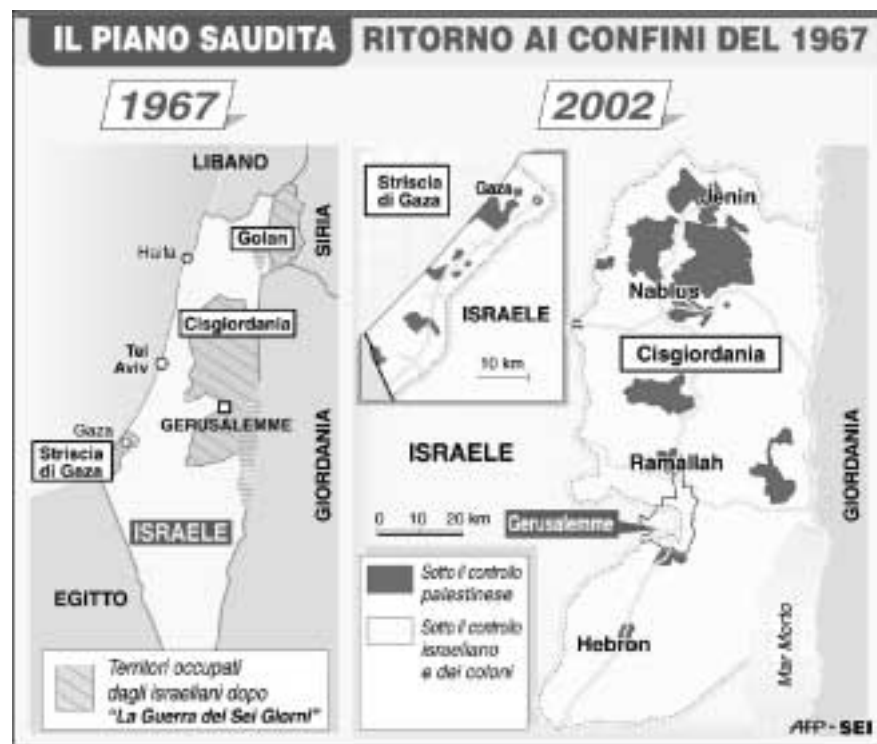 IL PIANO SAUDITA RITORNO AI CONFINI DEL 1967
1967
LIBANO
Golan
SIRIA
Haifa
Cisgiordania
Tel
Aviv
Gaza
GERUSALEMME
Striscia
di Gaza
GIORDANIA
ISRAELE
EGITTO
Territori occupati
dagli israeliani dopo
"La Guerra dei Sei Giorni"
2002
Striscia
di Gaza
Gaza
ISRAELE
10 km
Jenin
Nablus
Cisgiordania
ISRAELE
Ramallah
GIORDANIA
0 10 20 km
Gerusalemme
Sotto il controllo
palestinese
Sotto il controllo
israeliano
e dei coloni
Hebron
Mar Morto
AFP - SEI